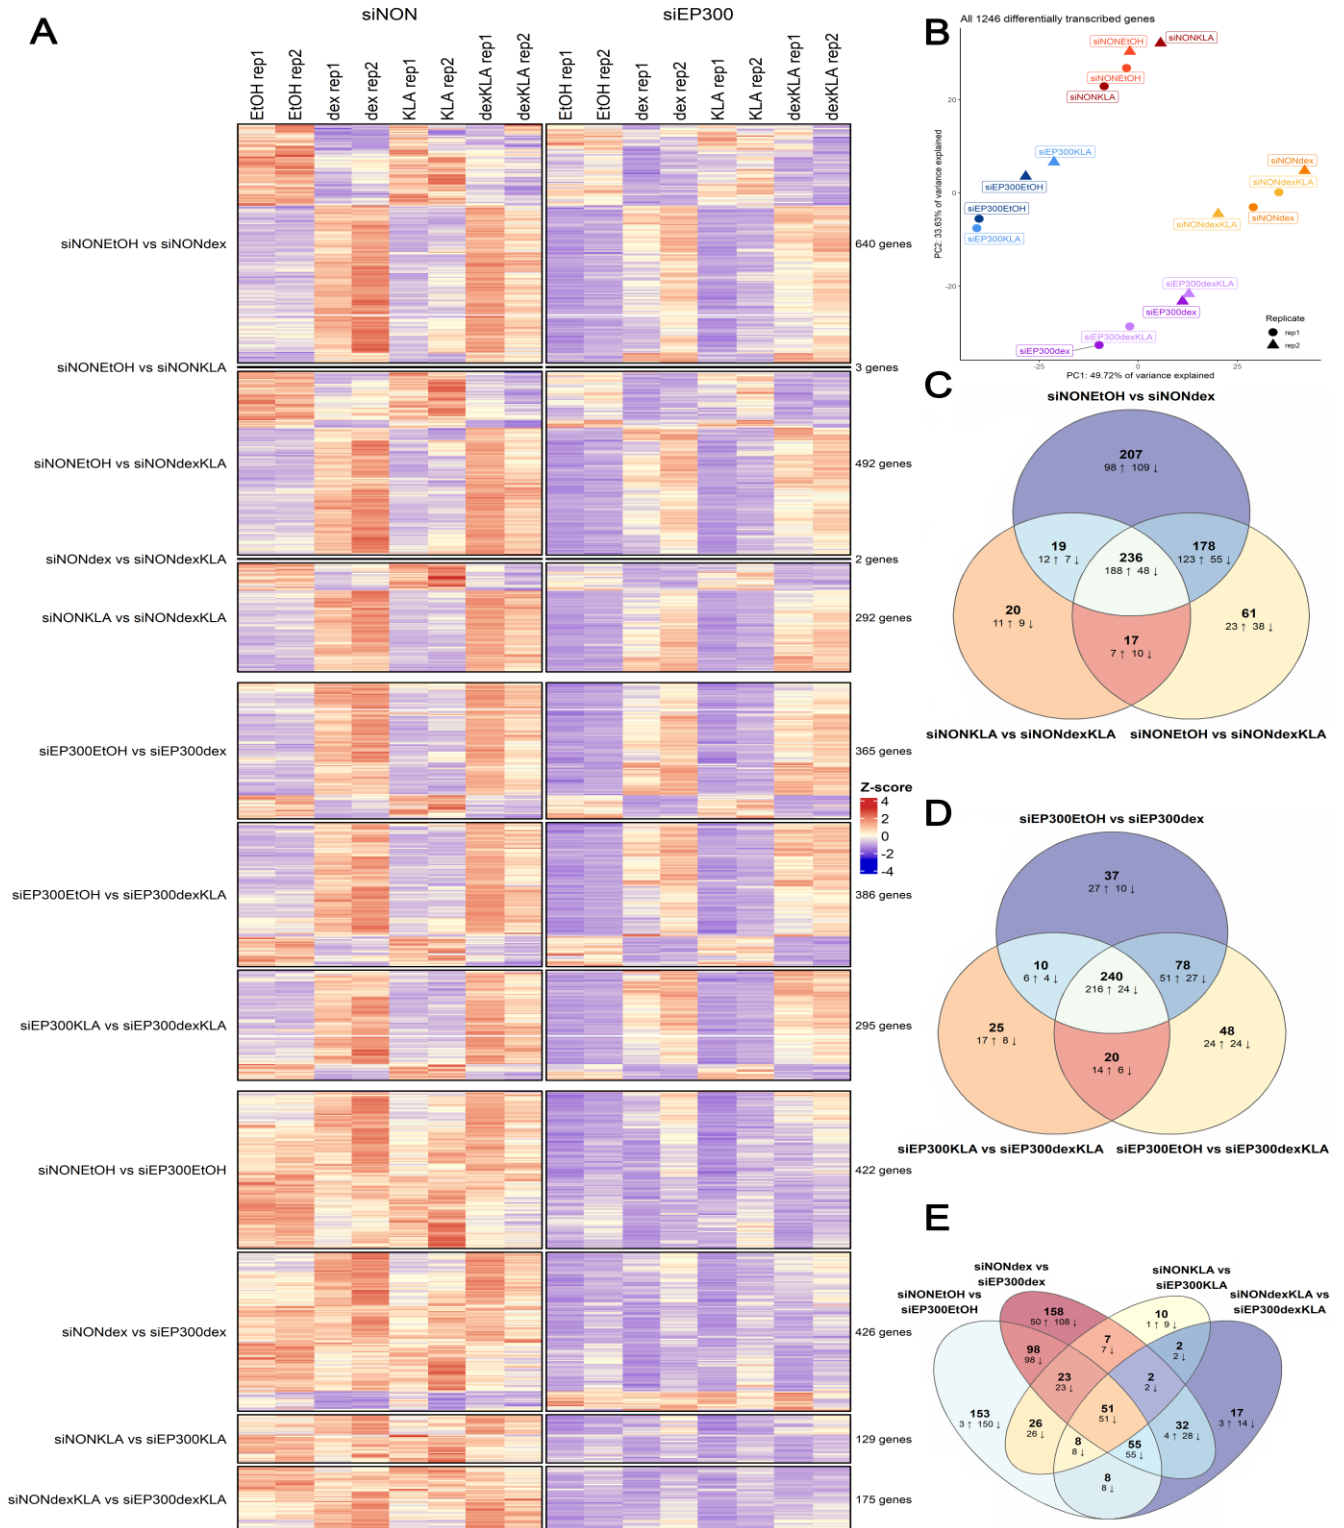 A
siNON
siEP300
EtOH rep1
EtOH rep2
dex rep1
dex rep2
KLA rep1
KLA rep2
dexKLA rep1
dexKLA rep2
EtOH rep1
EtOH rep2
dex rep1
dex rep2
KLA rep1
KLA rep2
dexKLA rep1
dexKLA rep2
siNONEtOH vs siNONdex
640 genes
siNONEtOH vs siNONKLA
3 genes
siNONEtOH vs siNONdexKLA
492 genes
siNONdex vs siNONdexKLA
2 genes
siNONKLA vs siNONdexKLA
292 genes
siEP300EtOH vs siEP300dex
365 genes
siEP300EtOH vs siEP300dexKLA
386 genes
siEP300KLA vs siEP300dexKLA
295 genes
siNONEtOH vs siEP300EtOH
422 genes
siNONdex vs siEP300dex
426 genes
siNONKLA vs siEP300KLA
129 genes
siNONdexKLA vs siEP300dexKLA
175 genes
Z-score
4
2
0
-2
-4
B
All 1246 differentially transcribed genes
siNONEtOH
siNONKLA
siNONEtOH
siNONKLA
siEP300KLA
siEP300EtOH
siEP300EtOH
siEP300KLA
siNONdex
siNONdexKLA
siNONdex
siNONdexKLA
siEP300dexKLA
siEP300dex
siEP300dexKLA
siEP300dex
Replicate
rep1
rep2
20
0
-20
PC2: 33.63% of variance explained
-25
0
25
PC1: 49.72% of variance explained
C
siNONEtOH vs siNONdex
207
98 ↑ 109 ↓
19
12 ↑ 7 ↓
236
188 ↑ 48 ↓
178
123 ↑ 55 ↓
20
11 ↑ 9 ↓
17
7 ↑ 10 ↓
61
23 ↑ 38 ↓
siNONKLA vs siNONdexKLA
siNONEtOH vs siNONdexKLA
D
siEP300EtOH vs siEP300dex
37
27 ↑ 10 ↓
10
6 ↑ 4 ↓
240
216 ↑ 24 ↓
78
51 ↑ 27 ↓
25
17 ↑ 8 ↓
20
14 ↑ 6 ↓
48
24 ↑ 24 ↓
siEP300KLA vs siEP300dexKLA
siEP300EtOH vs siEP300dexKLA
E
siNONdex vs
siEP300dex
siNONKLA vs
siEP300KLA
siNONEtOH vs
siEP300EtOH
siNONdexKLA vs
siEP300dexKLA
158
50 ↑ 108 ↓
10
1 ↑ 9 ↓
98
98 ↓
7
7 ↓
2
2 ↓
23
23 ↓
2
2 ↓
153
3 ↑ 150 ↓
26
26 ↓
51
51 ↓
32
4 ↑ 28 ↓
17
3 ↑ 14 ↓
8
8 ↓
55
55 ↓
8
8 ↓